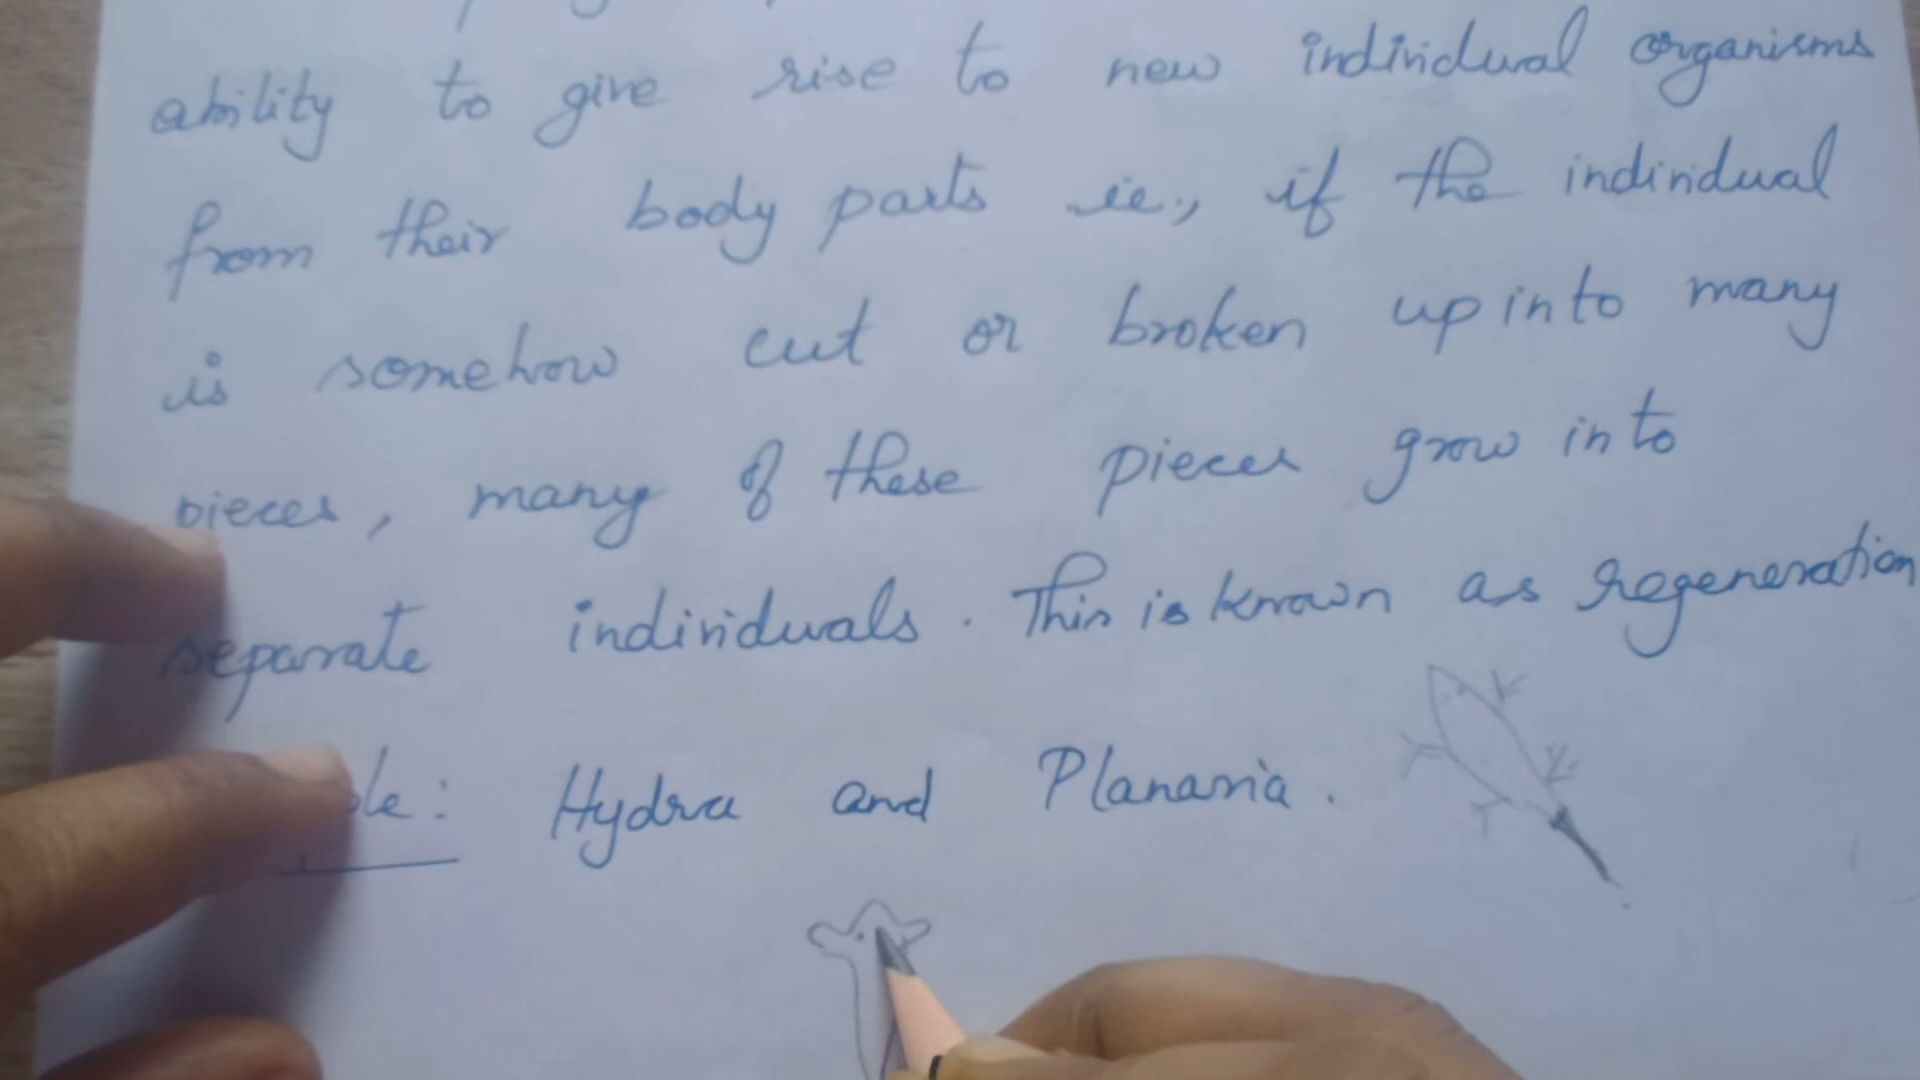 ability to give rise to new individual organisms
from their body parts ie., if the individual
is somehow cut or broken up into many
pieces, many of these pieces grow into
separate individuals. This is known as regeneration
Hydra and Planaria.